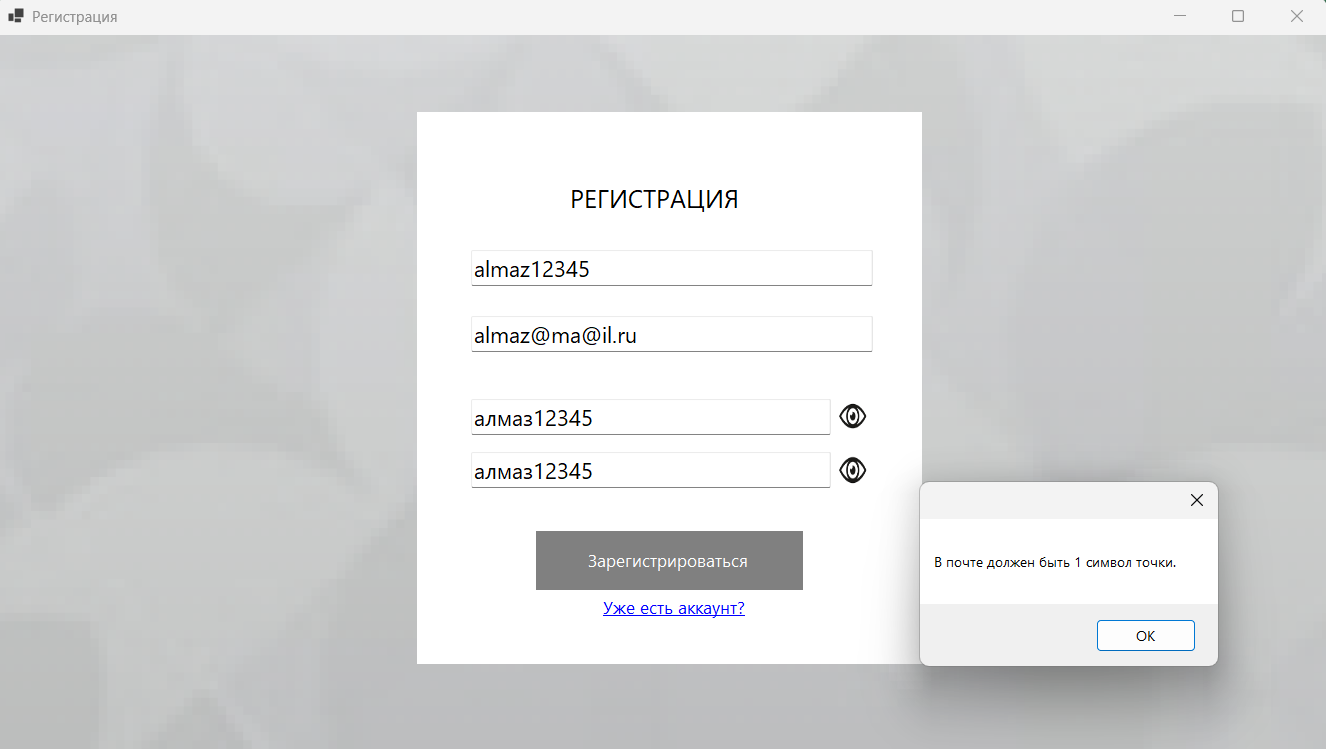 Регистрация
РЕГИСТРАЦИЯ
almaz12345
almaz@ma@il.ru
алмаз12345
алмаз12345
Зарегистрироваться
Уже есть аккаунт?
В почте должен быть 1 символ точки.
ОК